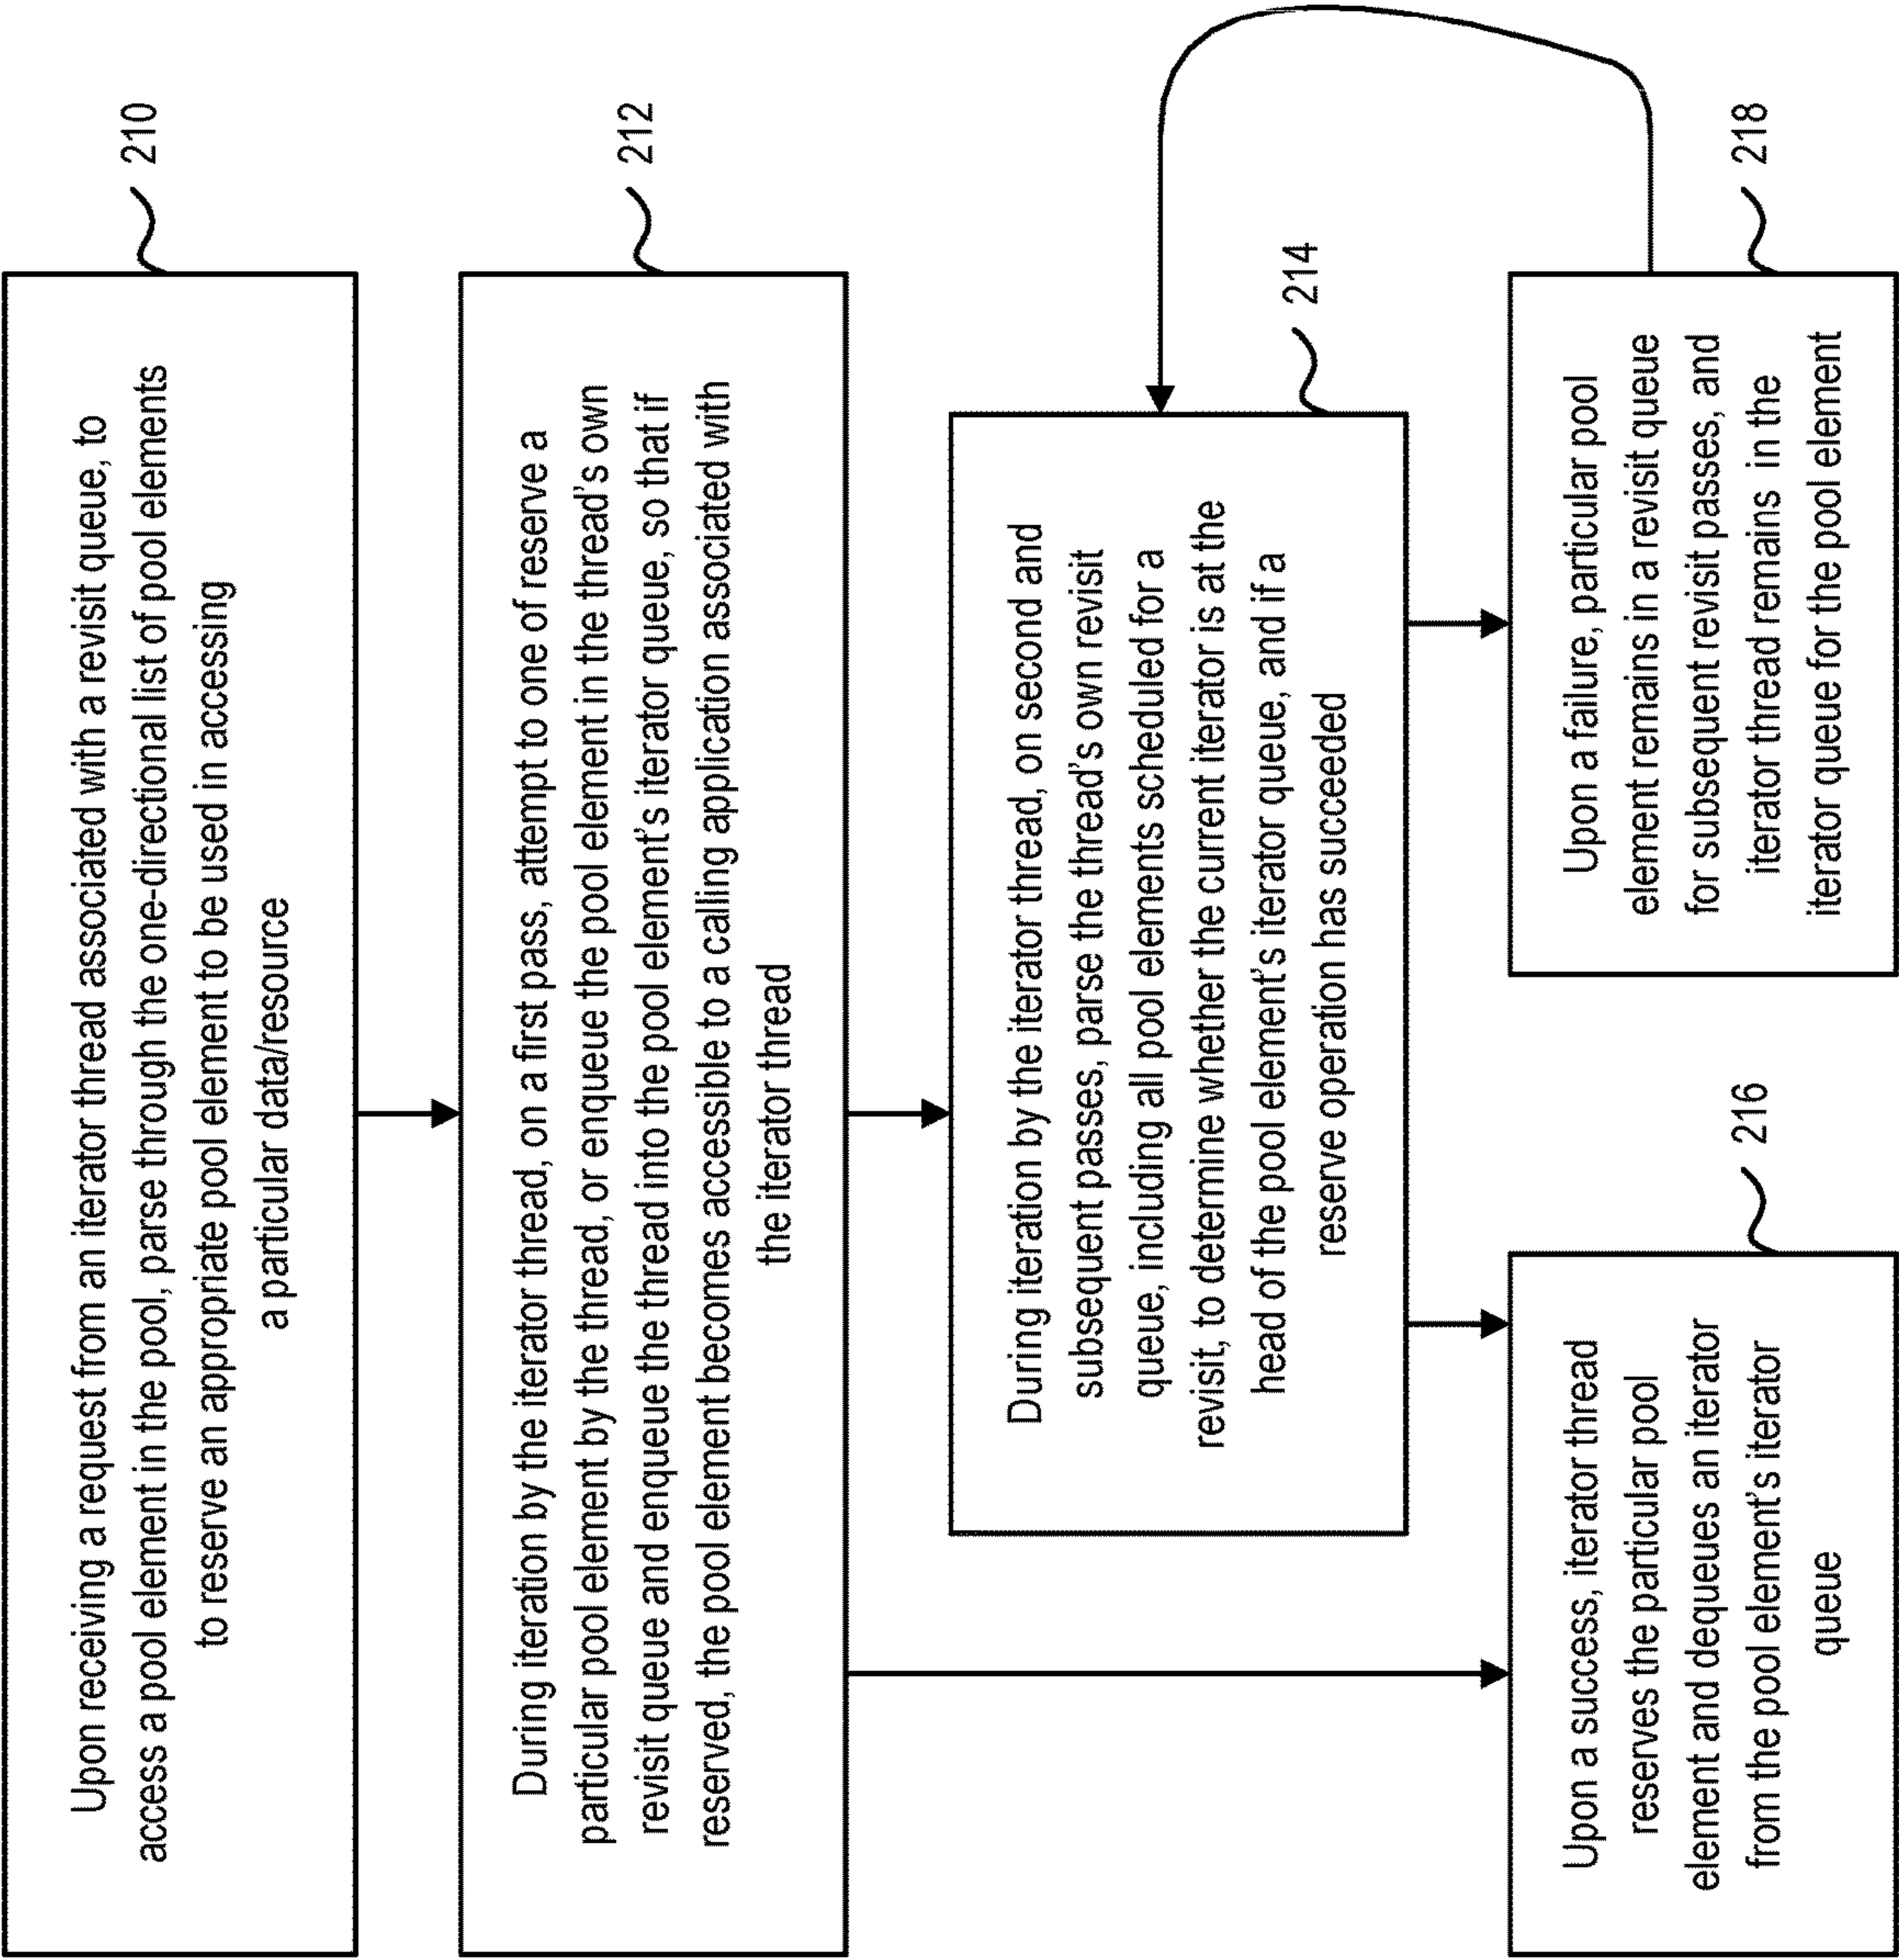 Upon receiving a request from an iterator thread associated with a revisit queue, to
access a pool element in the pool, parse through the one-directional list of pool elements
to reserve an appropriate pool element to be used in accessing
a particular data/resource
210
During iteration by the iterator thread, on a first pass, attempt to one of reserve a
particular pool element by the thread, or enqueue the pool element in the thread's own
revisit queue and enqueue the thread into the pool element's iterator queue, so that if
reserved, the pool element becomes accessible to a calling application associated with
the iterator thread
212
During iteration by the iterator thread, on second and
subsequent passes, parse the thread's own revisit
queue, including all pool elements scheduled for a
revisit, to determine whether the current iterator is at the
head of the pool element's iterator queue, and if a
reserve operation has succeeded
214
Upon a success, iterator thread
reserves the particular pool
element and dequeues an iterator
from the pool element's iterator
queue
216
Upon a failure, particular pool
element remains in a revisit queue
for subsequent revisit passes, and
iterator thread remains in the
iterator queue for the pool element
218